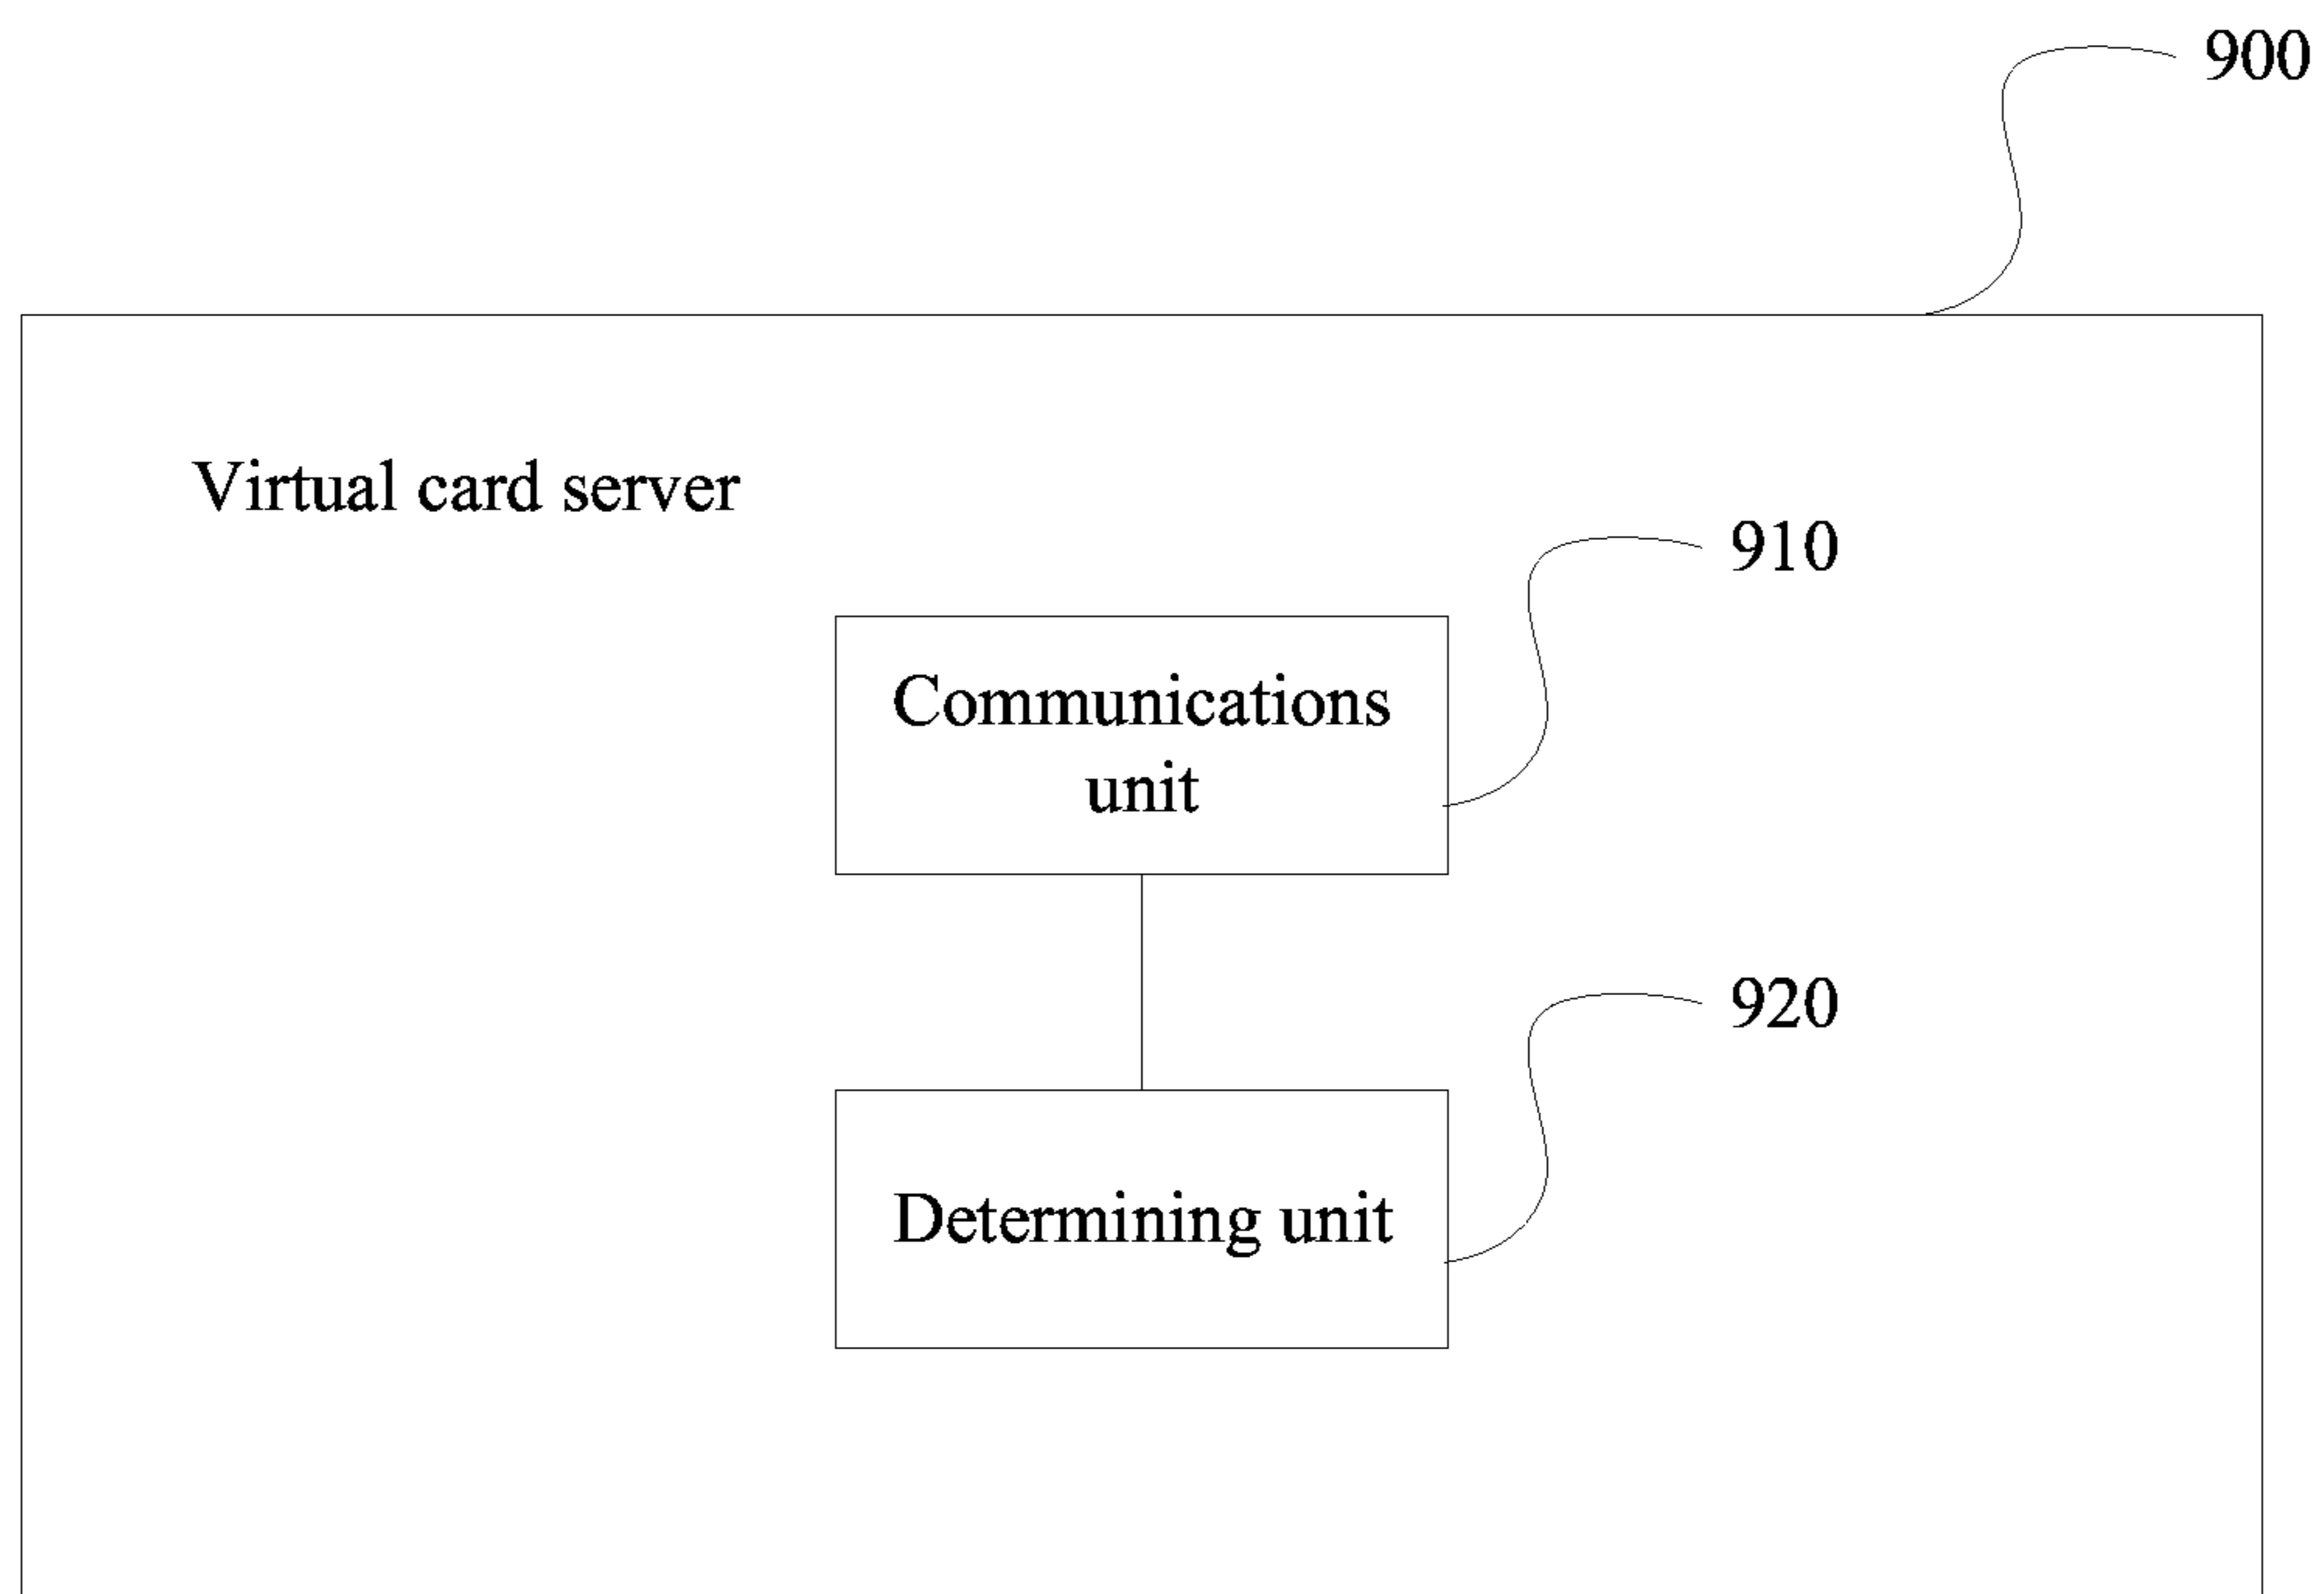 900
Virtual card server
910
Communications
unit
920
Determining unit